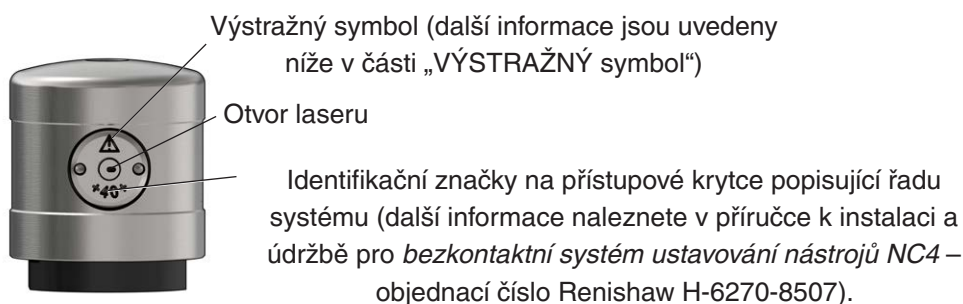 Výstražný symbol (další informace jsou uvedeny
níže v části „VÝSTRAŽNÝ symbol“)
Otvor laseru
*40*
Identifikační značky na přístupové krytce popisující řadu
systému (další informace naleznete v příručce k instalaci a
údržbě pro bezkontaktní systém ustavování nástrojů NC4 –
objednací číslo Renishaw H-6270-8507).